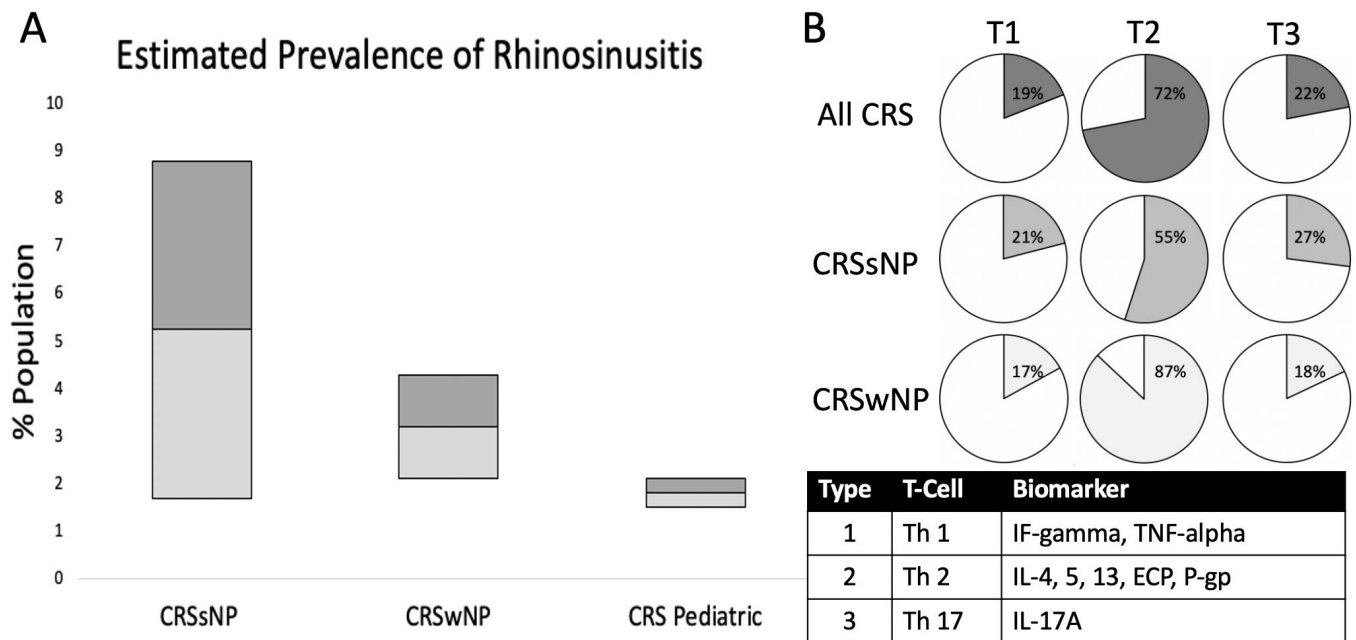 A
Estimated Prevalence of Rhinosinusitis
% Population
10
9
8
7
6
5
4
3
2
1
0
CRSsNP CRSwNP CRS Pediatric
B
T1 T2 T3
All CRS 19% 72% 22%
CRSsNP 21% 55% 27%
CRSwNP 17% 87% 18%
Type T-Cell Biomarker
1 Th 1 IF-gamma, TNF-alpha
2 Th 2 IL-4, 5, 13, ECP, P-gp
3 Th 17 IL-17A